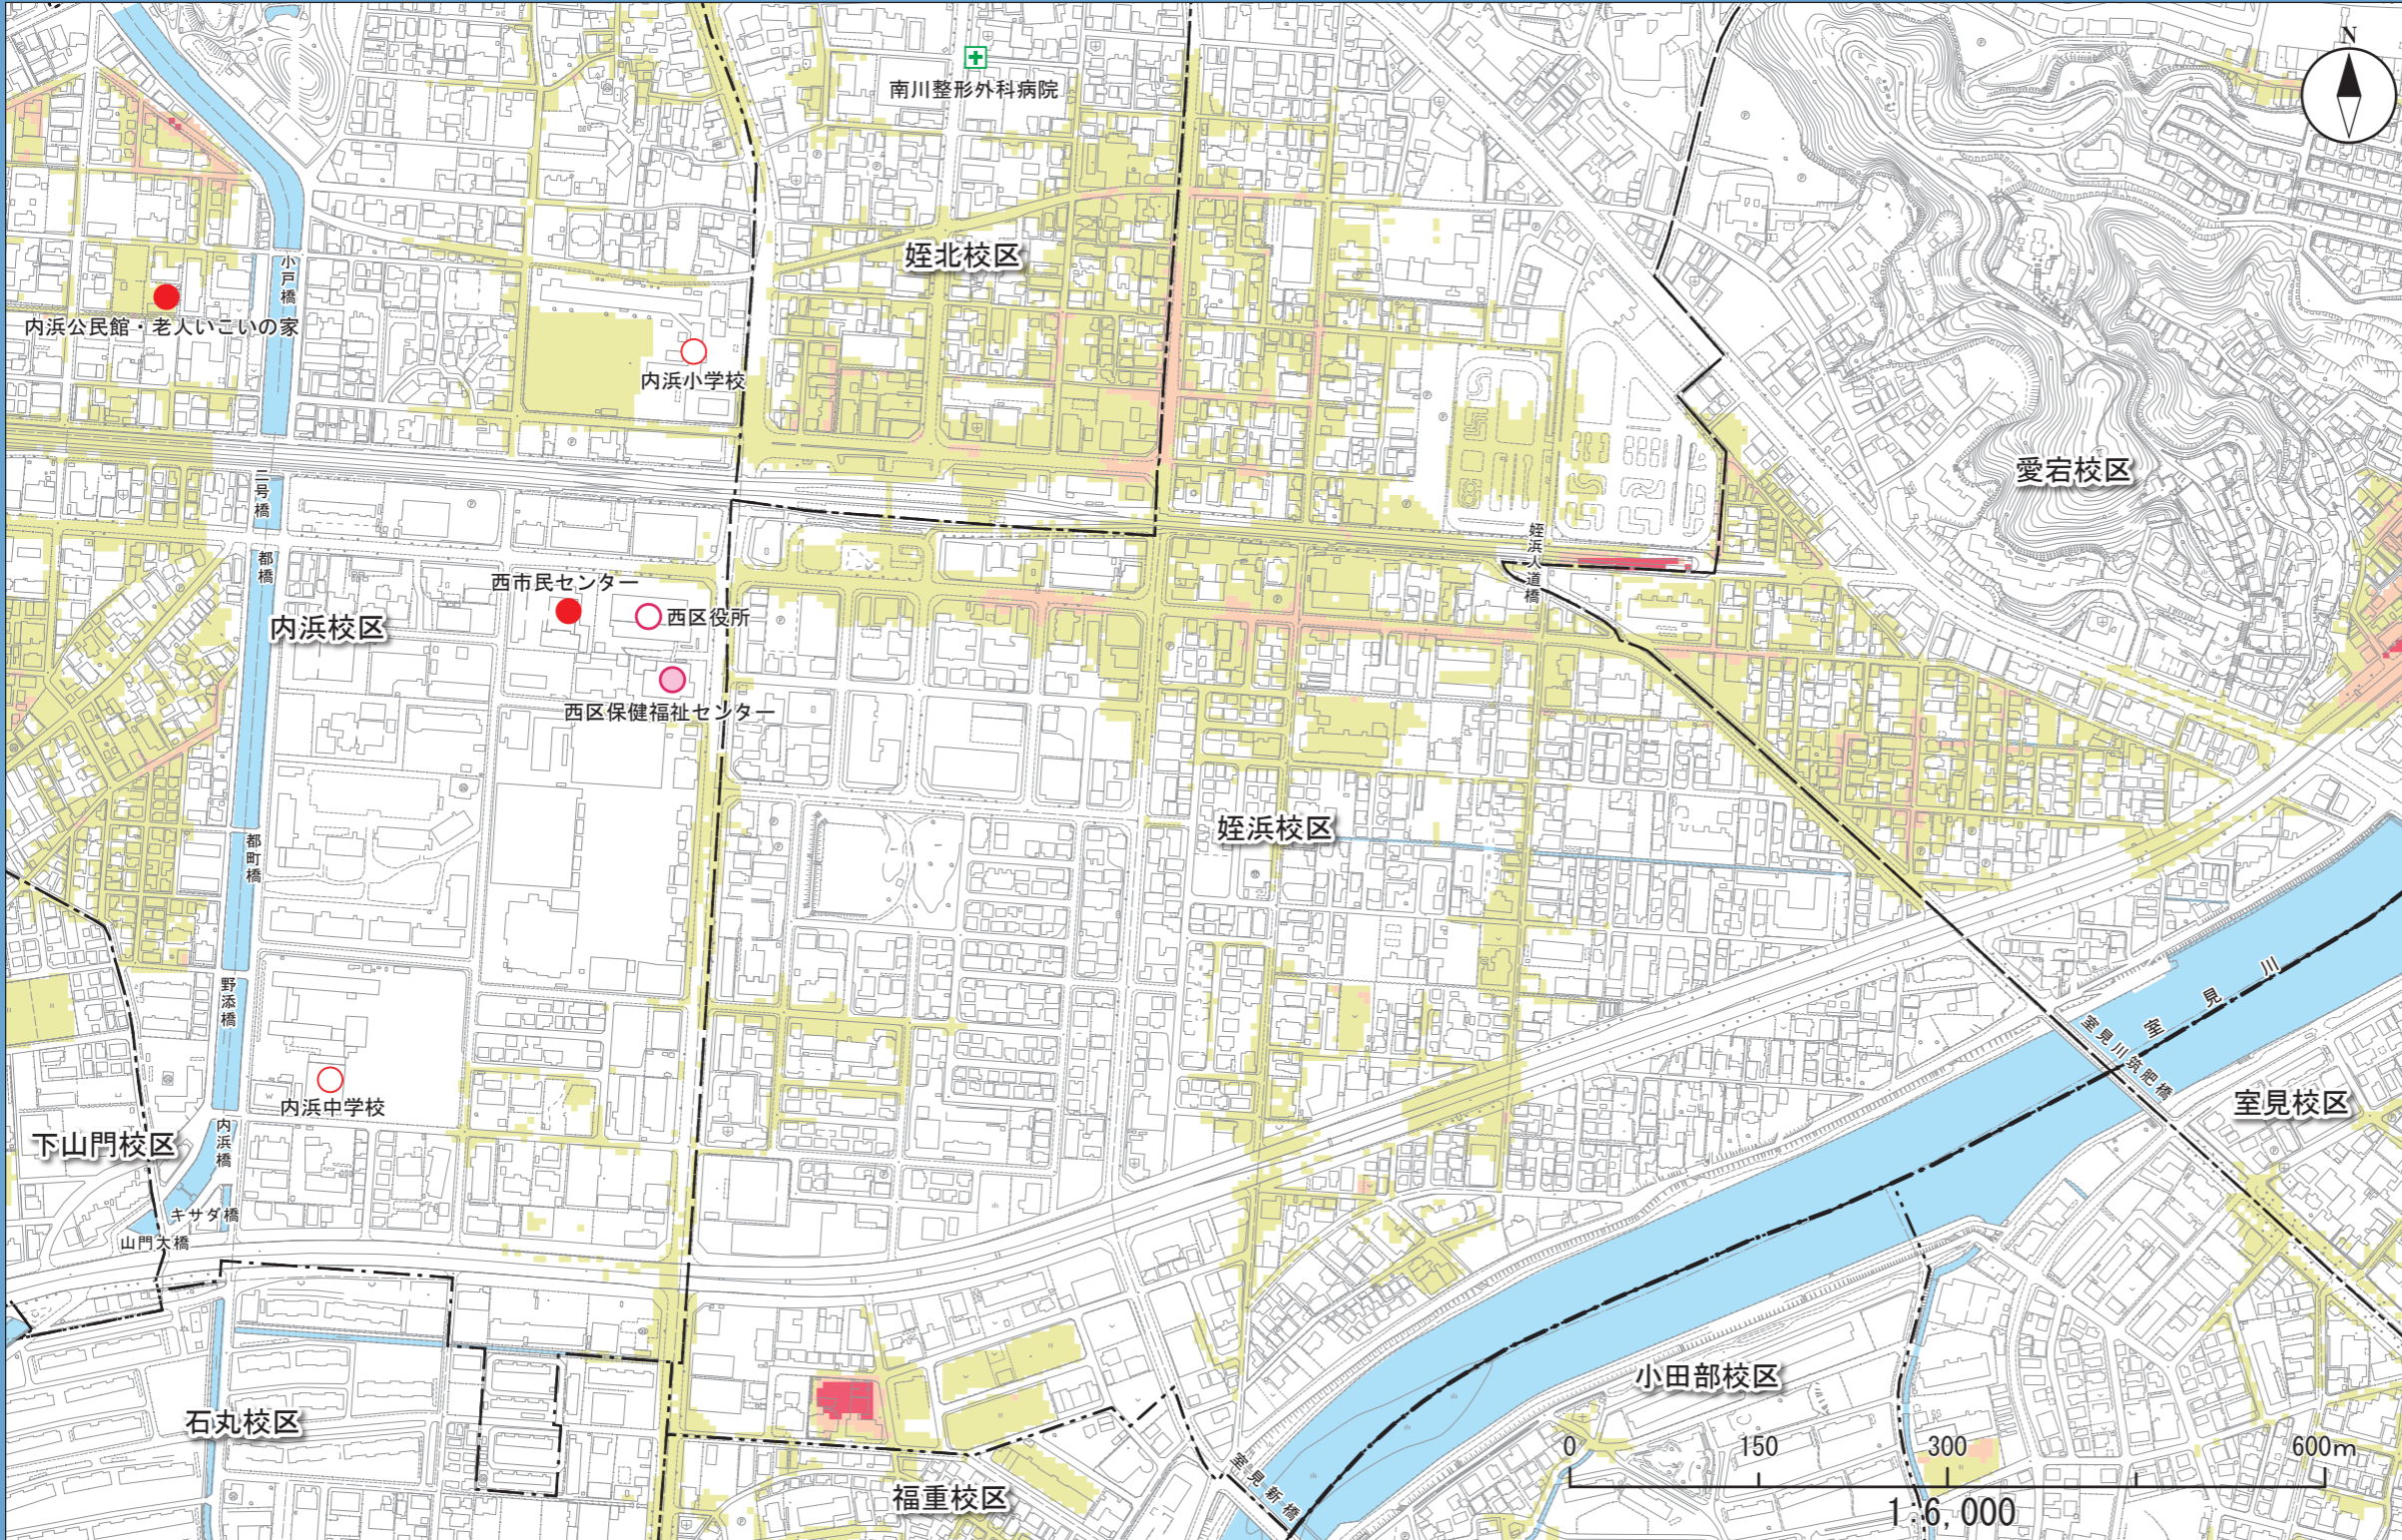 N
南川整形外科病院
姪北校区
小戸橋
内浜公民館・老人いこいの家
内浜小学校
愛宕校区
二号橋
姪浜人道橋
都橋
西市民センター
西区役所
内浜校区
西区保健福祉センター
姪浜校区
都町橋
野添橋
室見川
室見川筑肥橋
内浜中学校
室見校区
内浜橋
下山門校区
キサダ橋
山門大橋
小田部校区
石丸校区
室見新橋
福重校区
0 150 300 600m
1:6,000